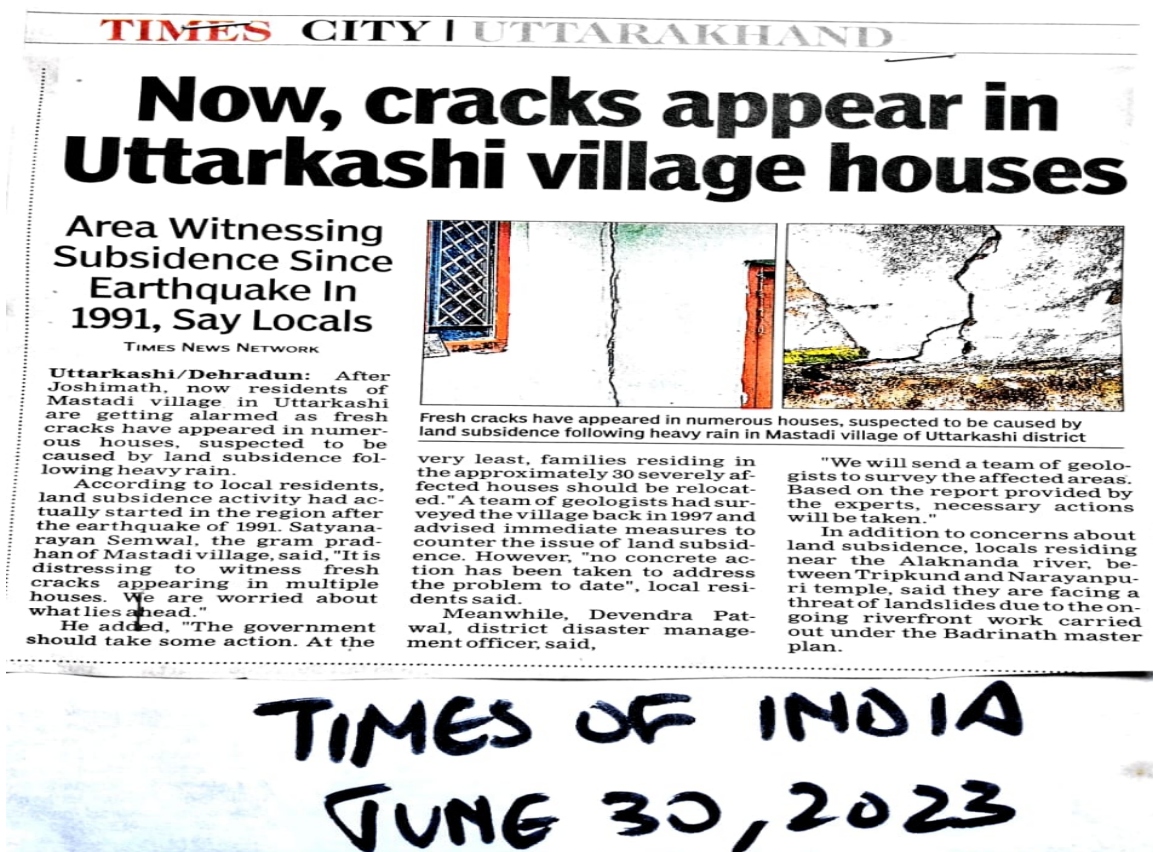 TIMES CITY | UTTARAKHAND
Now, cracks appear in
Uttarkashi village houses
Area Witnessing
Subsidence Since
Earthquake In
1991, Say Locals
TIMES NEWS NETWORK
Uttarkashi/Dehradun: After
Joshimath, now residents of
Mastadi village in Uttarkashi
are getting alarmed as fresh
cracks have appeared in numer-
ous houses, suspected to be
caused by land subsidence fol-
lowing heavy rain.
According to local residents,
land subsidence activity had ac-
tually started in the region after
the earthquake of 1991. Satyana-
rayan Semwal, the gram prad-
han of Mastadi village, said, "It is
distressing to witness fresh
cracks appearing in multiple
houses. We are worried about
what lies ahead."
He added, "The government
should take some action. At the
Fresh cracks have appeared in numerous houses, suspected to be caused by
land subsidence following heavy rain in Mastadi village of Uttarkashi district
very least, families residing in
the approximately 30 severely af-
fected houses should be relocat-
ed." A team of geologists had sur-
veyed the village back in 1997 and
advised immediate measures to
counter the issue of land subsid-
ence. However, "no concrete ac-
tion has been taken to address
the problem to date", local resi-
dents said.
Meanwhile, Devendra Pat-
wal, district disaster manage-
ment officer, said,
"We will send a team of geolo-
gists to survey the affected areas.
Based on the report provided by
the experts, necessary actions
will be taken."
In addition to concerns about
land subsidence, locals residing
near the Alaknanda river, be-
tween Tripkund and Narayanpu-
ri temple, said they are facing a
threat of landslides due to the on-
going riverfront work carried
out under the Badrinath master
plan.
TIMES OF INDIA
JUNE 30, 2023